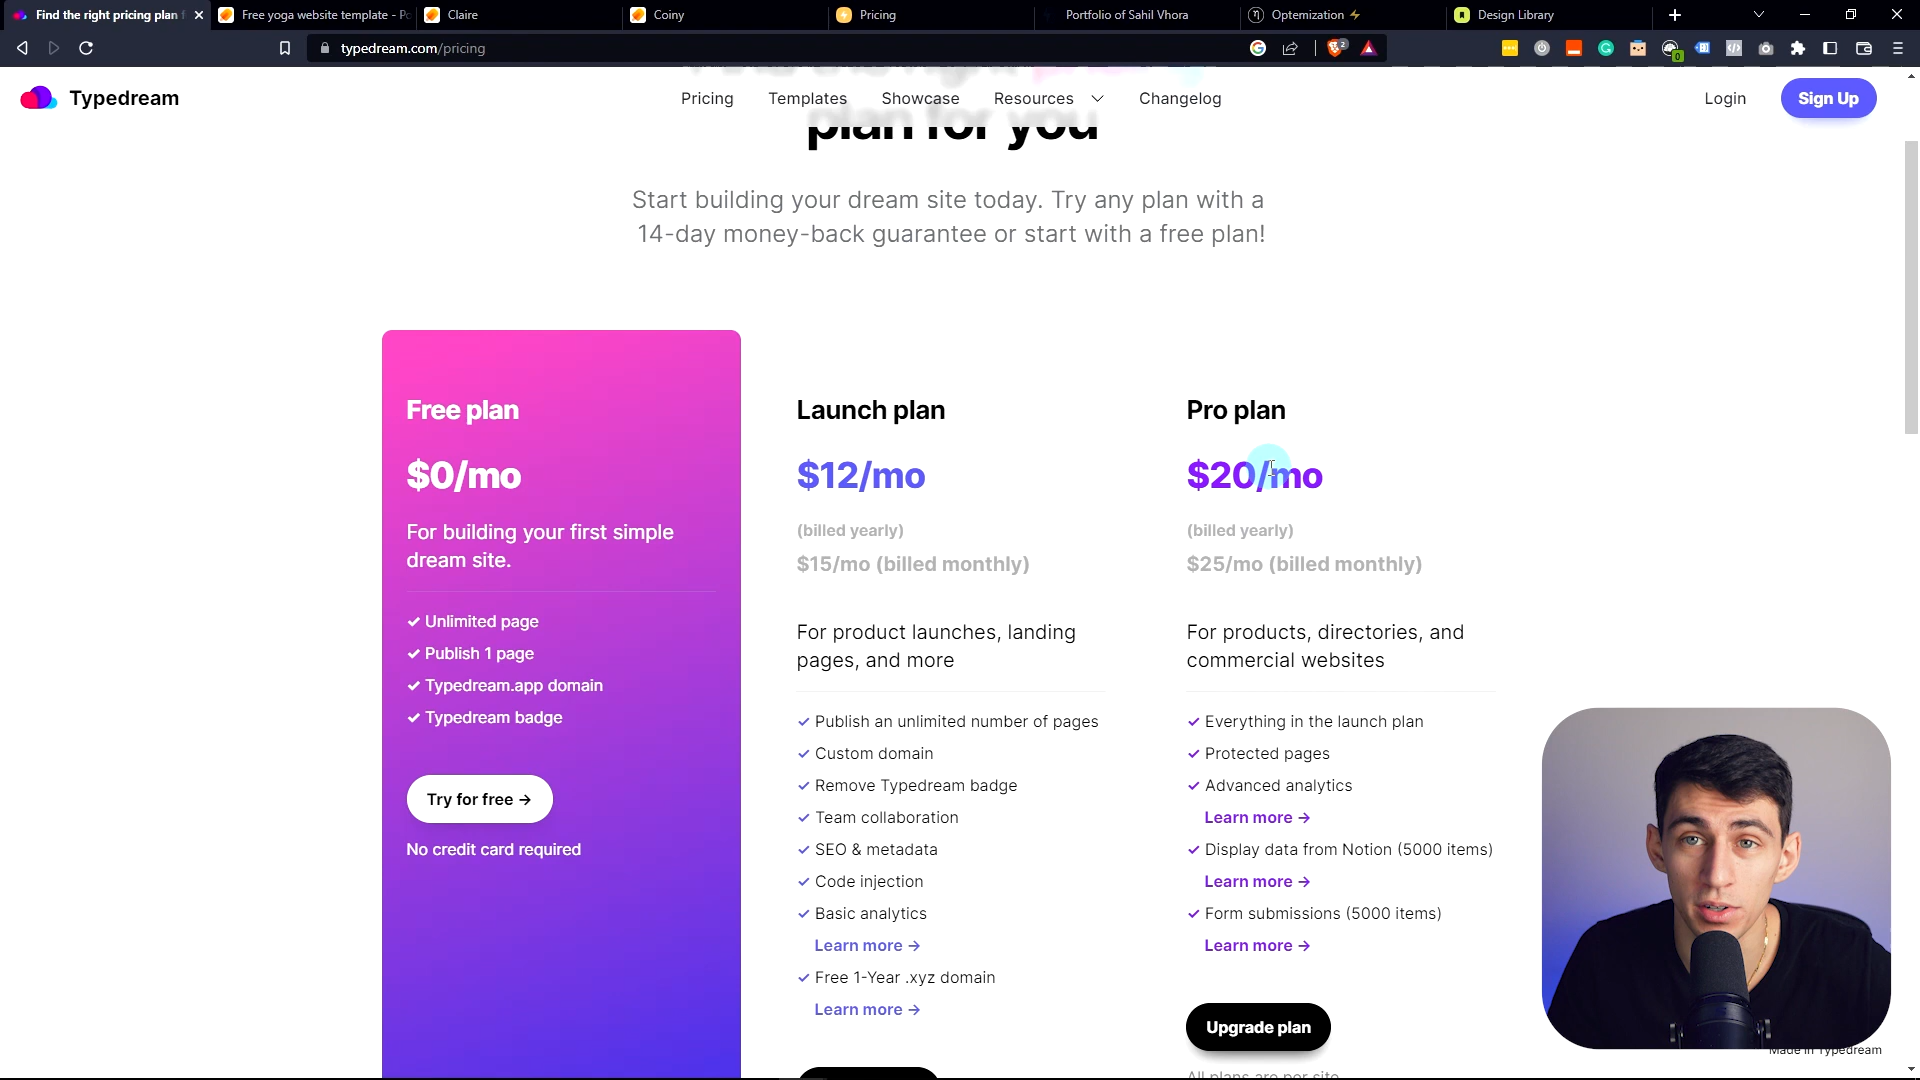 Find the right pricing plan f
Free yoga website template - Po
Claire
Coiny
Pricing
Portfolio of Sahil Vhora
Optemization ⚡
Design Library
typedream.com/pricing
2
0
Typedream
Pricing
Templates
Showcase
Resources
Changelog
Login
Sign Up
plan for you
Start building your dream site today. Try any plan with a
14-day money-back guarantee or start with a free plan!
Free plan
$0/mo
For building your first simple
dream site.
✔ Unlimited page
✔ Publish 1 page
✔ Typedream.app domain
✔ Typedream badge
Try for free →
No credit card required
Launch plan
$12/mo
(billed yearly)
$15/mo (billed monthly)
For product launches, landing
pages, and more
✓ Publish an unlimited number of pages
✓ Custom domain
✓ Remove Typedream badge
✓ Team collaboration
✓ SEO & metadata
✓ Code injection
✓ Basic analytics
Learn more →
✓ Free 1-Year .xyz domain
Learn more →
Pro plan
$20/mo
(billed yearly)
$25/mo (billed monthly)
For products, directories, and
commercial websites
✓ Everything in the launch plan
✓ Protected pages
✓ Advanced analytics
Learn more →
✓ Display data from Notion (5000 items)
Learn more →
✓ Form submissions (5000 items)
Learn more →
Upgrade plan
All plans are per site
Made in Typedream